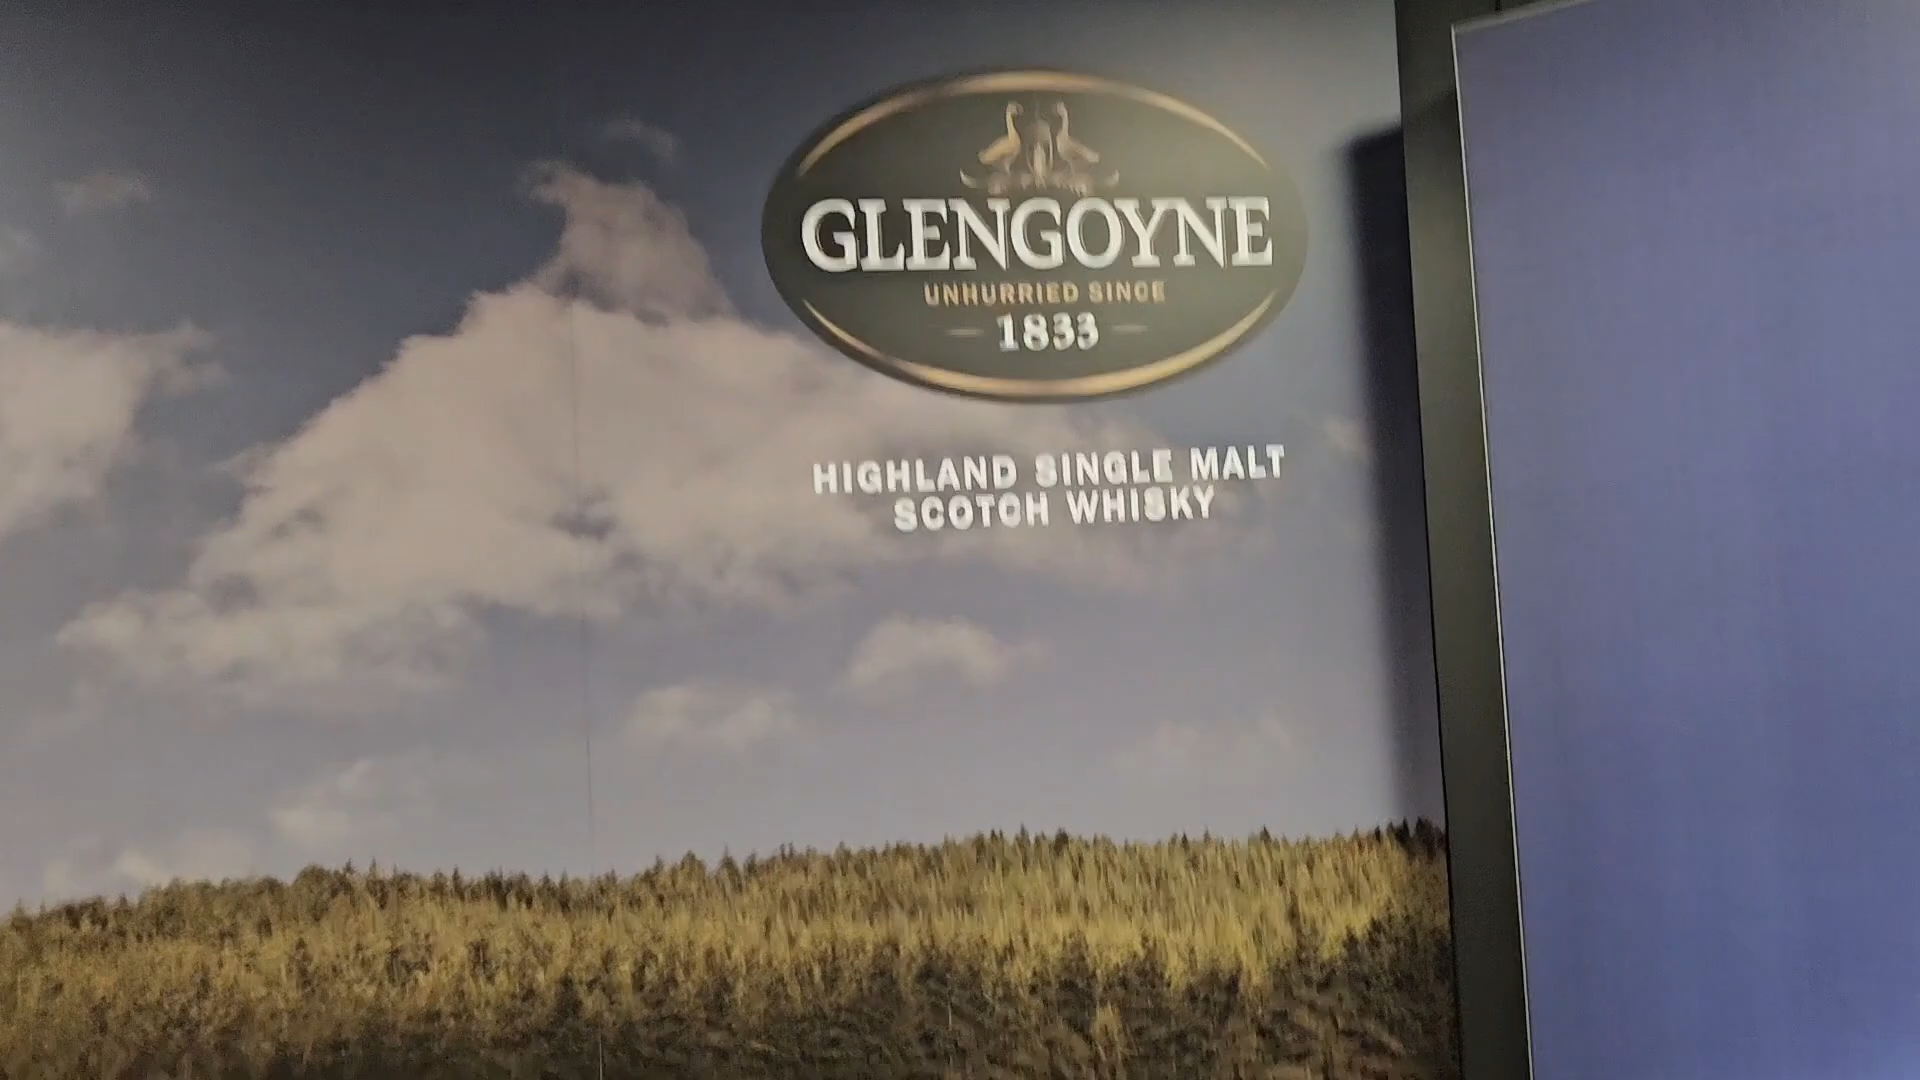 GLENGOYNE
UNHURRIED SINCE
1833
HIGHLAND SINGLE MALT
SCOTCH WHISKY